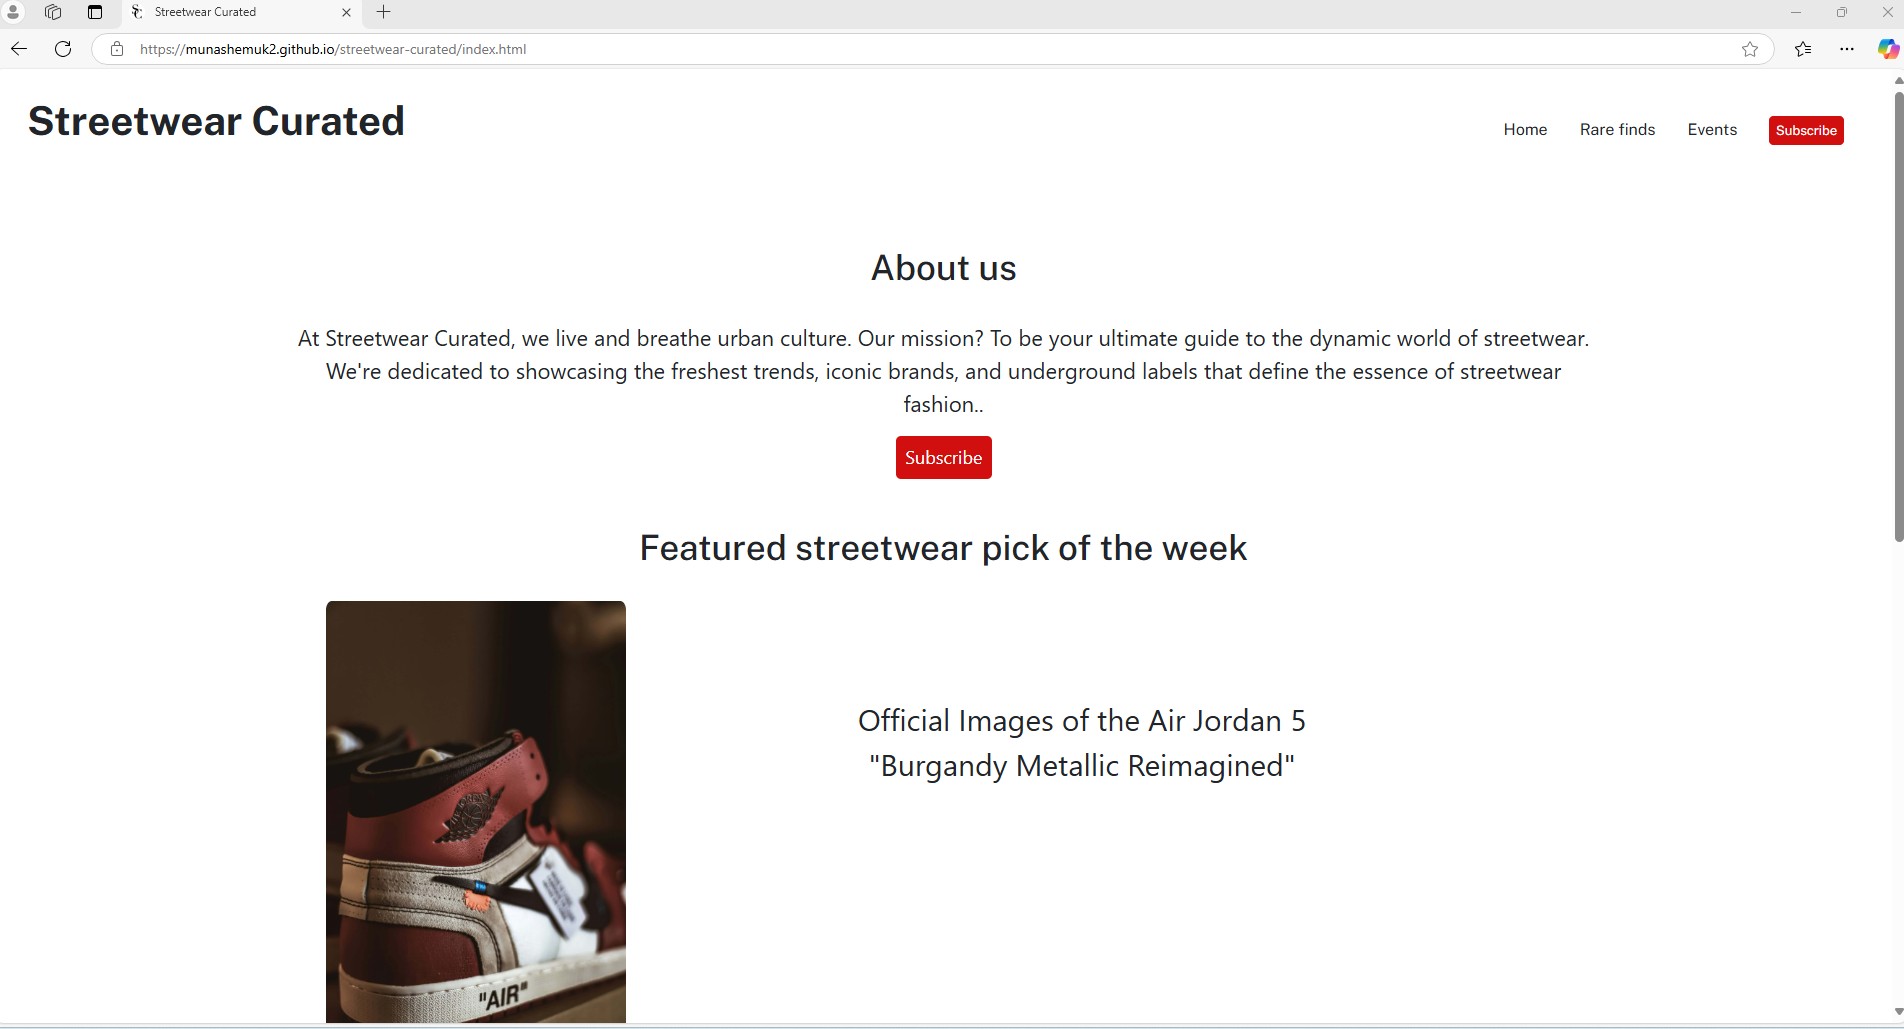 Streetwear Curated
https://munashemuk2.github.io/streetwear-curated/index.html
Streetwear Curated
Home
Rare finds
Events
Subscribe
About us
At Streetwear Curated, we live and breathe urban culture. Our mission? To be your ultimate guide to the dynamic world of streetwear.
We're dedicated to showcasing the freshest trends, iconic brands, and underground labels that define the essence of streetwear
fashion..
Subscribe
Featured streetwear pick of the week
Official Images of the Air Jordan 5
"Burgandy Metallic Reimagined"
"AIR"